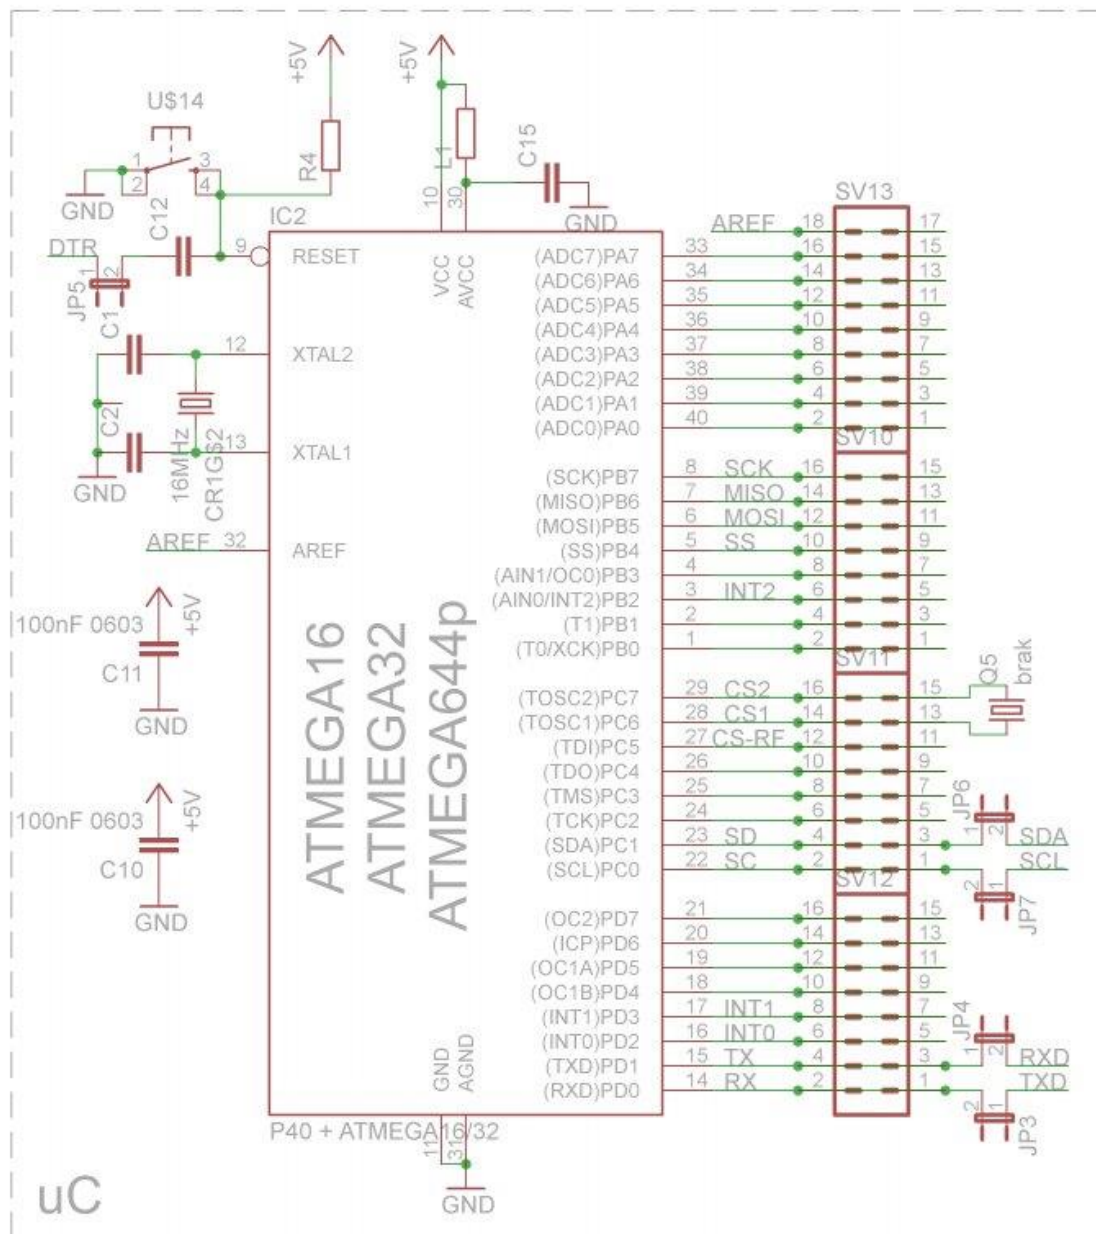 +5V
+5V
U$14
1
3
2
4
R4
L1
C15
10
30
GND
GND
C12
IC2
DTR
9
RESET
VCC
AVCC
JP5
1
2
C1
12
XTAL2
C2
13
XTAL1
GND
16MHz
CR1G$2
AREF
32
AREF
100nF 0603
+5V
C11
GND
100nF 0603
+5V
C10
GND
ATMEGA16
ATMEGA32
ATMEGA644p
SV13
AREF 18 17
(ADC7)PA7 33 16 15
(ADC6)PA6 34 14 13
(ADC5)PA5 35 12 11
(ADC4)PA4 36 10 9
(ADC3)PA3 37 8 7
(ADC2)PA2 38 6 5
(ADC1)PA1 39 4 3
(ADC0)PA0 40 2 1
SV10
(SCK)PB7 8 SCK 16 15
(MISO)PB6 7 MISO 14 13
(MOSI)PB5 6 MOSI 12 11
(SS)PB4 5 SS 10 9
(AIN1/OC0)PB3 4 8 7
(AIN0/INT2)PB2 3 INT2 6 5
(T1)PB1 2 4 3
(T0/XCK)PB0 1 2 1
SV11
Q5
brak
(TOSC2)PC7 29 CS2 16 15
(TOSC1)PC6 28 CS1 14 13
(TDI)PC5 27 CS-RF 12 11
(TDO)PC4 26 10 9
(TMS)PC3 25 8 7
(TCK)PC2 24 6 5
JP6
1
2
(SDA)PC1 23 SD 4 3 SDA
(SCL)PC0 22 SC 2 1 SCL
2
1
JP7
SV12
(OC2)PD7 21 16 15
(ICP)PD6 20 14 13
(OC1A)PD5 19 12 11
(OC1B)PD4 18 10 9
(INT1)PD3 17 INT1 8 7
(INT0)PD2 16 INT0 6 5
JP4
1
2
(TXD)PD1 15 TX 4 3 RXD
(RXD)PD0 14 RX 2 1 TXD
2
1
JP3
GND
AGND
P40 + ATMEGA16/32
11
31
GND
uC